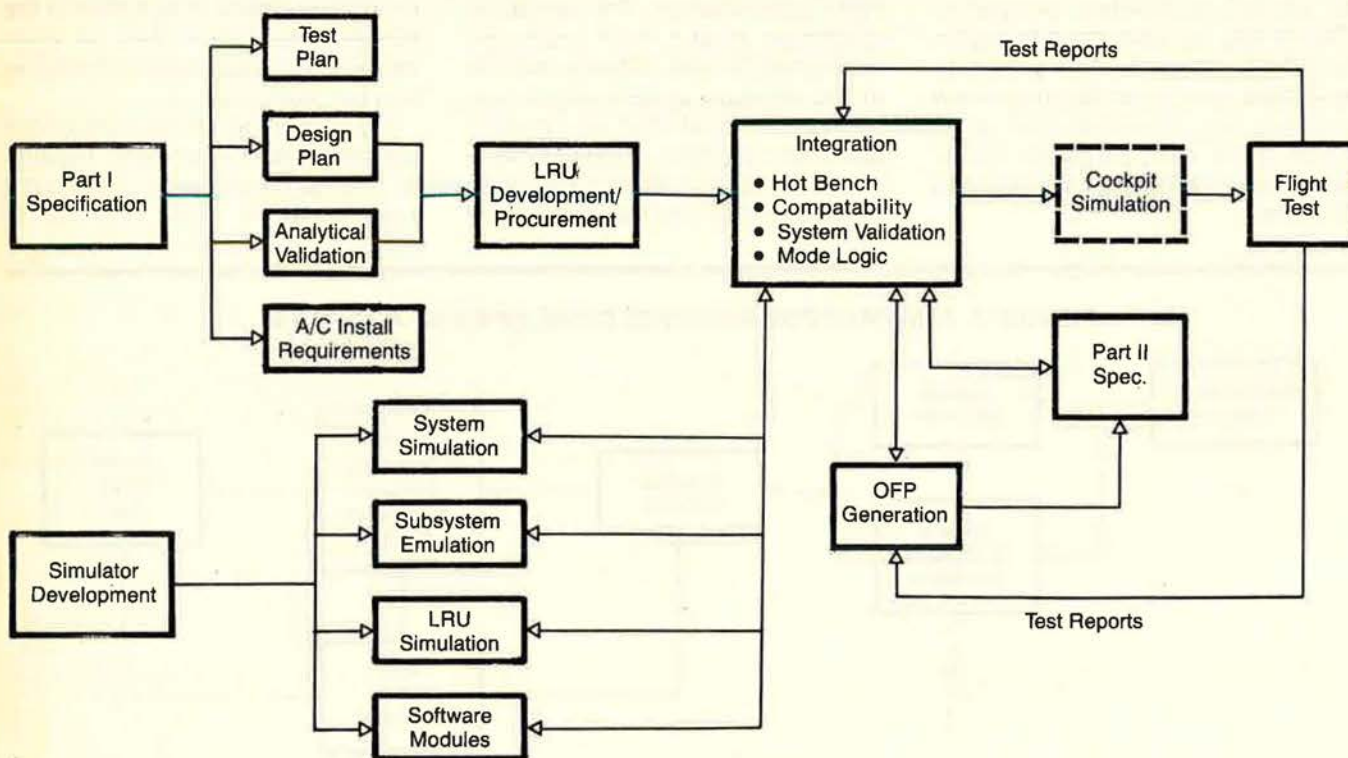 Test
Plan
Test Reports
Part I
Specification
Design
Plan
Analytical
Validation
A/C Install
Requirements
LRU
Development/
Procurement
Integration
● Hot Bench
● Compatability
● System Validation
● Mode Logic
Cockpit
Simulation
Flight
Test
Part II
Spec.
OFP
Generation
Test Reports
Simulator
Development
System
Simulation
Subsystem
Emulation
LRU
Simulation
Software
Modules